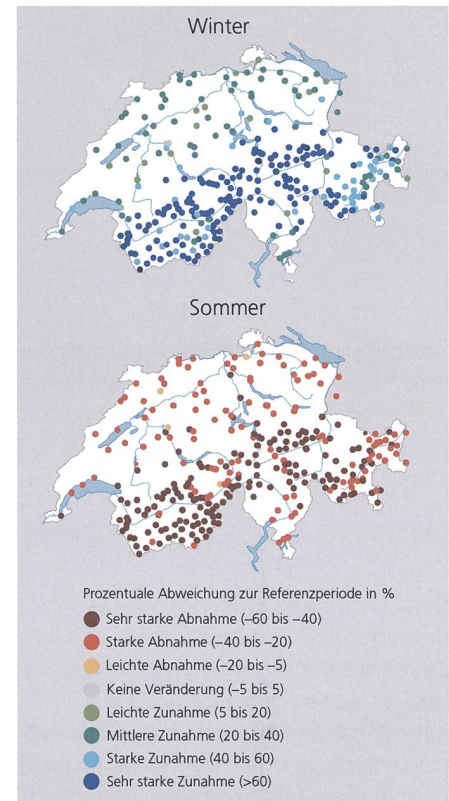 Winter
Sommer
Prozentuale Abweichung zur Referenzperiode in %
Sehr starke Abnahme (–60 bis –40)
Starke Abnahme (–40 bis –20)
Leichte Abnahme (–20 bis –5)
Keine Veränderung (–5 bis 5)
Leichte Zunahme (5 bis 20)
Mittlere Zunahme (20 bis 40)
Starke Zunahme (40 bis 60)
Sehr starke Zunahme (>60)